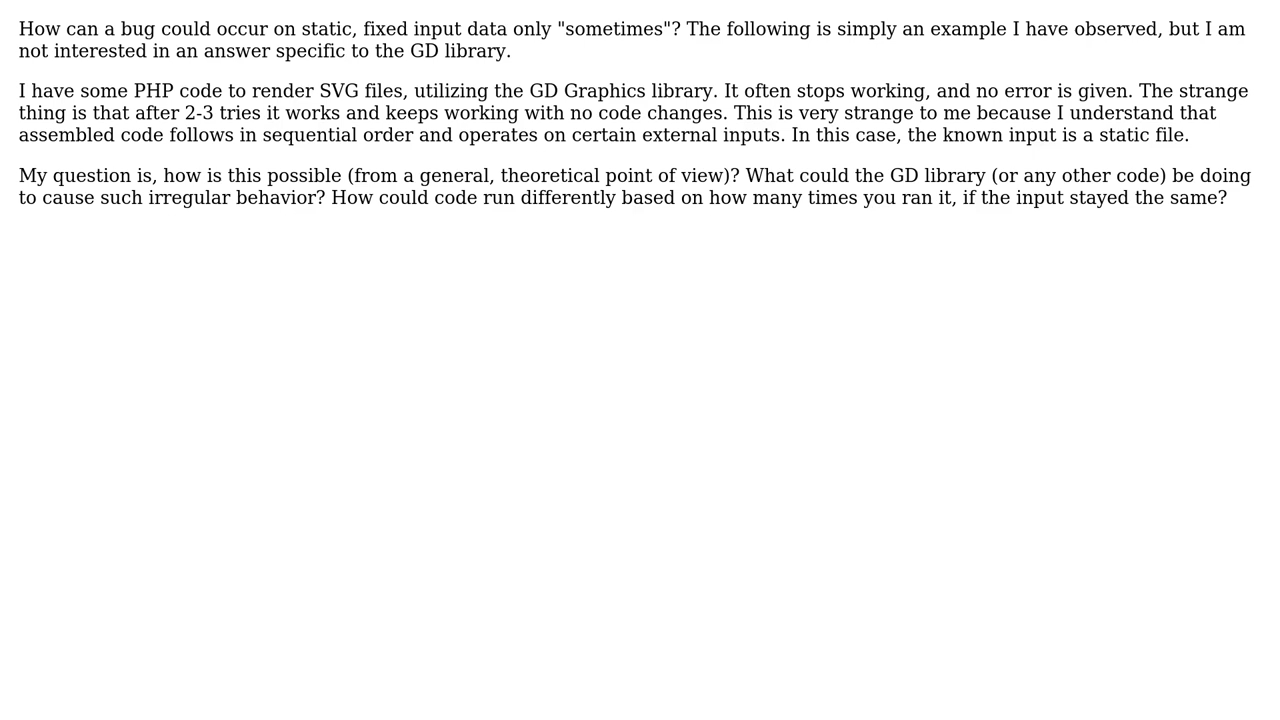 How can a bug could occur on static, fixed input data only "sometimes"? The following is simply an example I have observed, but I am
not interested in an answer specific to the GD library.
I have some PHP code to render SVG files, utilizing the GD Graphics library. It often stops working, and no error is given. The strange
thing is that after 2-3 tries it works and keeps working with no code changes. This is very strange to me because I understand that
assembled code follows in sequential order and operates on certain external inputs. In this case, the known input is a static file.
My question is, how is this possible (from a general, theoretical point of view)? What could the GD library (or any other code) be doing
to cause such irregular behavior? How could code run differently based on how many times you ran it, if the input stayed the same?